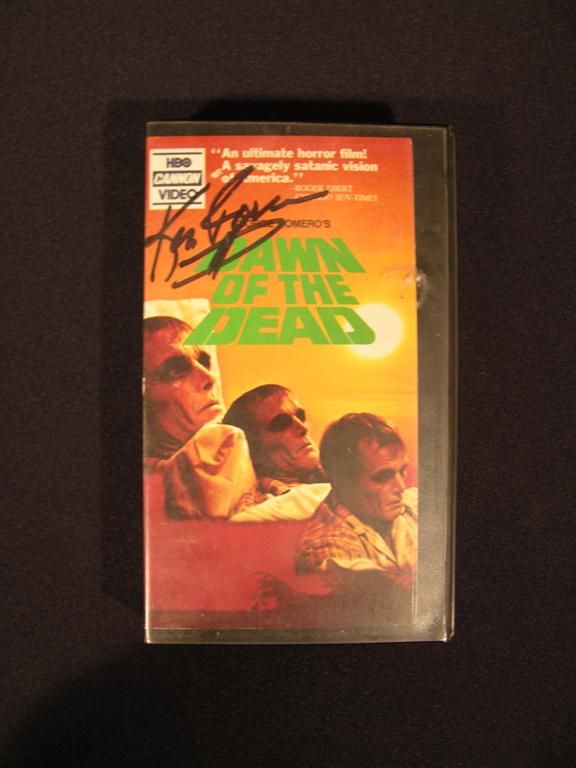 HBO
CANNON
VIDEO
“An ultimate horror film!
A savagely satanic vision
of America.”
ROGER EBERT
SUN-TIMES
ROMERO'S
DAWN
OF THE
DEAD